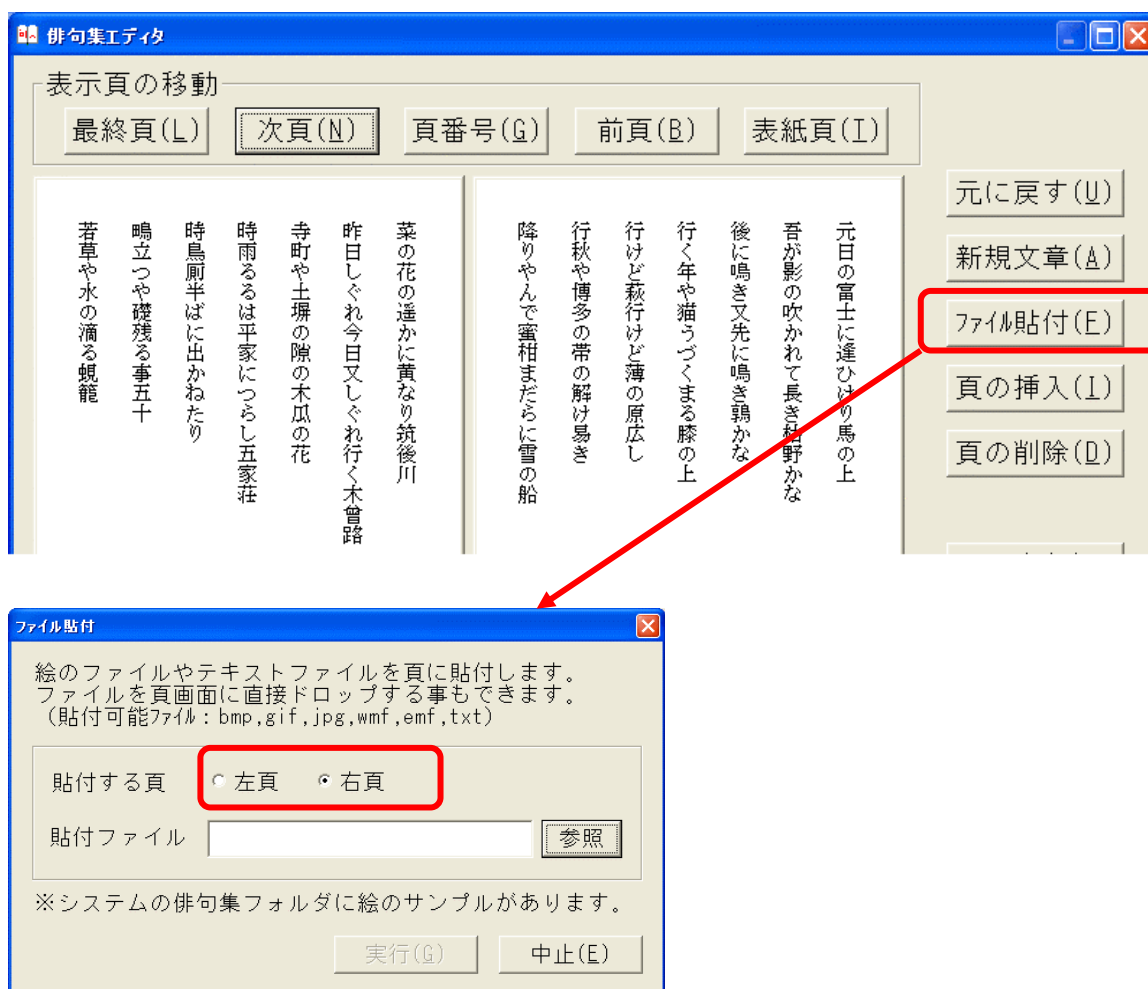 俳句集エディタ
表示頁の移動
最終頁(L) 次頁(N) 頁番号(G) 前頁(B) 表紙頁(I)
元日の富士に逢ひけり馬の上
吾が影の吹かれて長き枯野かな
後に鳴き又先に鳴き鶉かな
行く年や猫うづくまる膝の上
行けど萩行けど薄の原広し
行秋や博多の帯の解け易き
降りやんで蜜柑まだらに雪の船
菜の花の遥かに黄なり筑後川
昨日しぐれ今日又しぐれ行く木曾路
寺町や土塀の隙の木瓜の花
時雨るるは平家につらし五家荘
時鳥厠半ばに出かねたり
鴫立つや礎残る事五十
若草や水の滴る蜆籠
元に戻す(U)
新規文章(A)
ファイル貼付(F)
頁の挿入(I)
頁の削除(D)
ファイル貼付
絵のファイルやテキストファイルを頁に貼付します。
ファイルを頁画面に直接ドロップする事もできます。
(貼付可能ファイル:bmp,gif,jpg,wmf,emf,txt)
貼付する頁 左頁 右頁
貼付ファイル 参照
※システムの俳句集フォルダに絵のサンプルがあります。
実行(G) 中止(E)